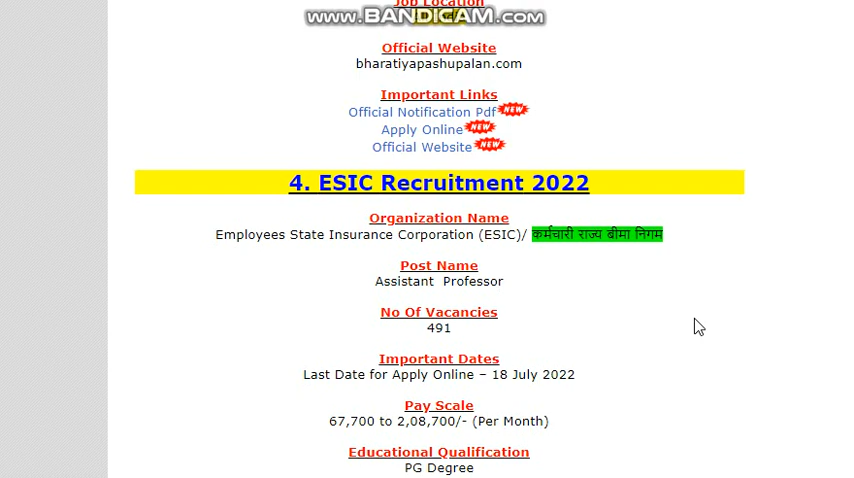 Job Location
www.BANDICAM.com
Official Website
bharatiyapashupalan.com
Important Links
Official Notification Pdf NEW
Apply Online NEW
Official Website NEW
4. ESIC Recruitment 2022
Organization Name
Employees State Insurance Corporation (ESIC)/ कर्मचारी राज्य बीमा निगम
Post Name
Assistant Professor
No Of Vacancies
491
Important Dates
Last Date for Apply Online – 18 July 2022
Pay Scale
67,700 to 2,08,700/- (Per Month)
Educational Qualification
PG Degree